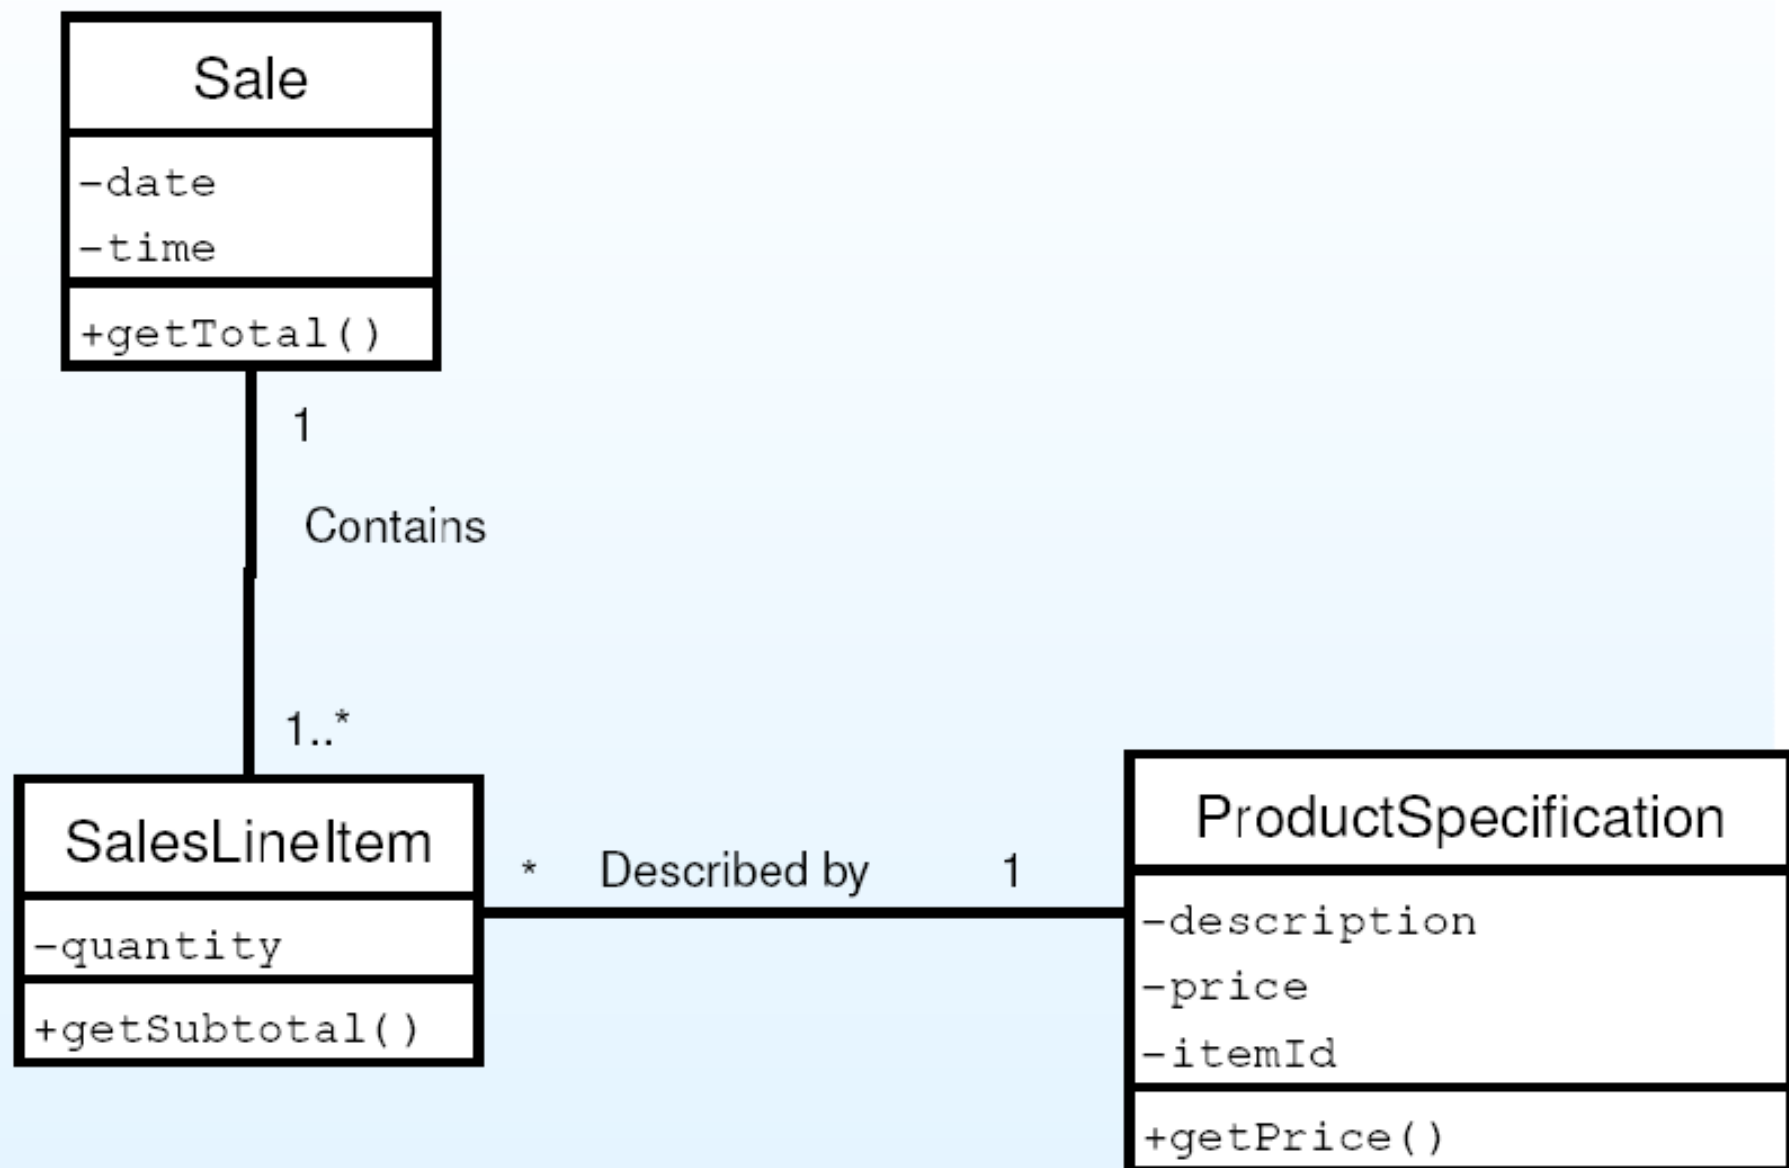 Sale
-date
-time
+getTotal()
1
Contains
1..*
SalesLineItem
-quantity
+getSubtotal()
* Described by 1
ProductSpecification
-description
-price
-itemId
+getPrice()